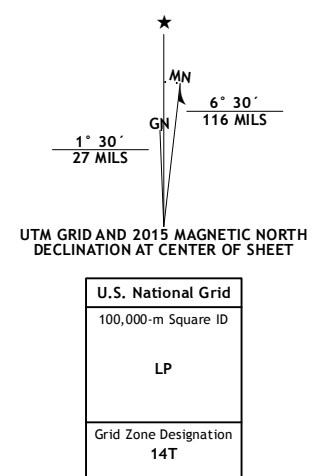 ★
MN
GN
6° 30´
116 MILS
1° 30´
27 MILS
UTM GRID AND 2015 MAGNETIC NORTH
DECLINATION AT CENTER OF SHEET
U.S. National Grid
100,000-m Square ID
LP
Grid Zone Designation
14T